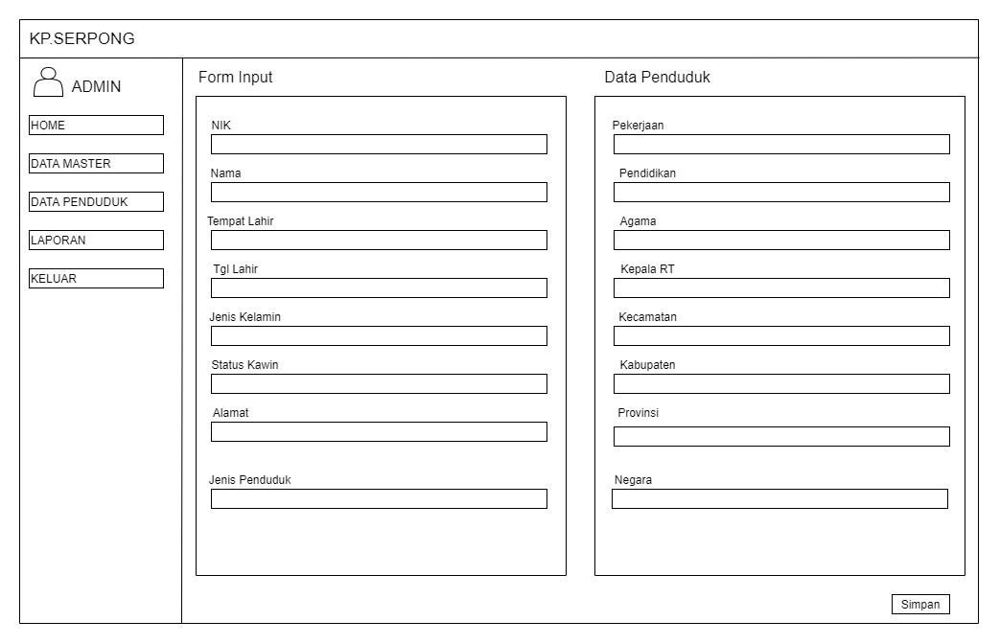 KP.SERPONG
ADMIN
HOME
DATA MASTER
DATA PENDUDUK
LAPORAN
KELUAR
Form Input
NIK
Nama
Tempat Lahir
Tgl Lahir
Jenis Kelamin
Status Kawin
Alamat
Jenis Penduduk
Data Penduduk
Pekerjaan
Pendidikan
Agama
Kepala RT
Kecamatan
Kabupaten
Provinsi
Negara
Simpan